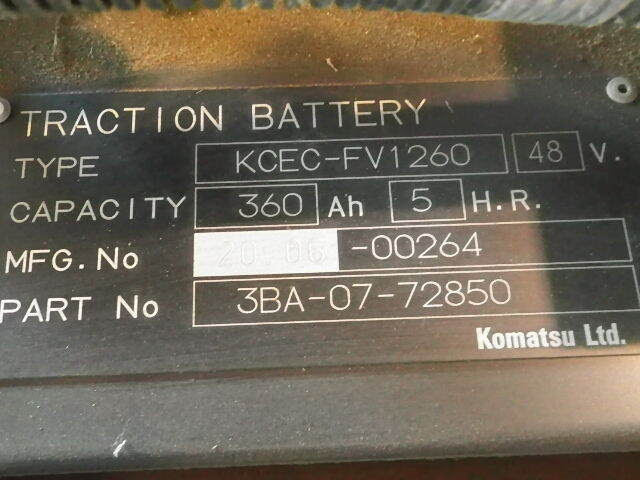 TRACTION BATTERY
TYPE KCEC-FV1260 48 V.
CAPACITY 360 Ah 5 H.R.
MFG.No -00264
PART No 3BA-07-72850
Komatsu Ltd.